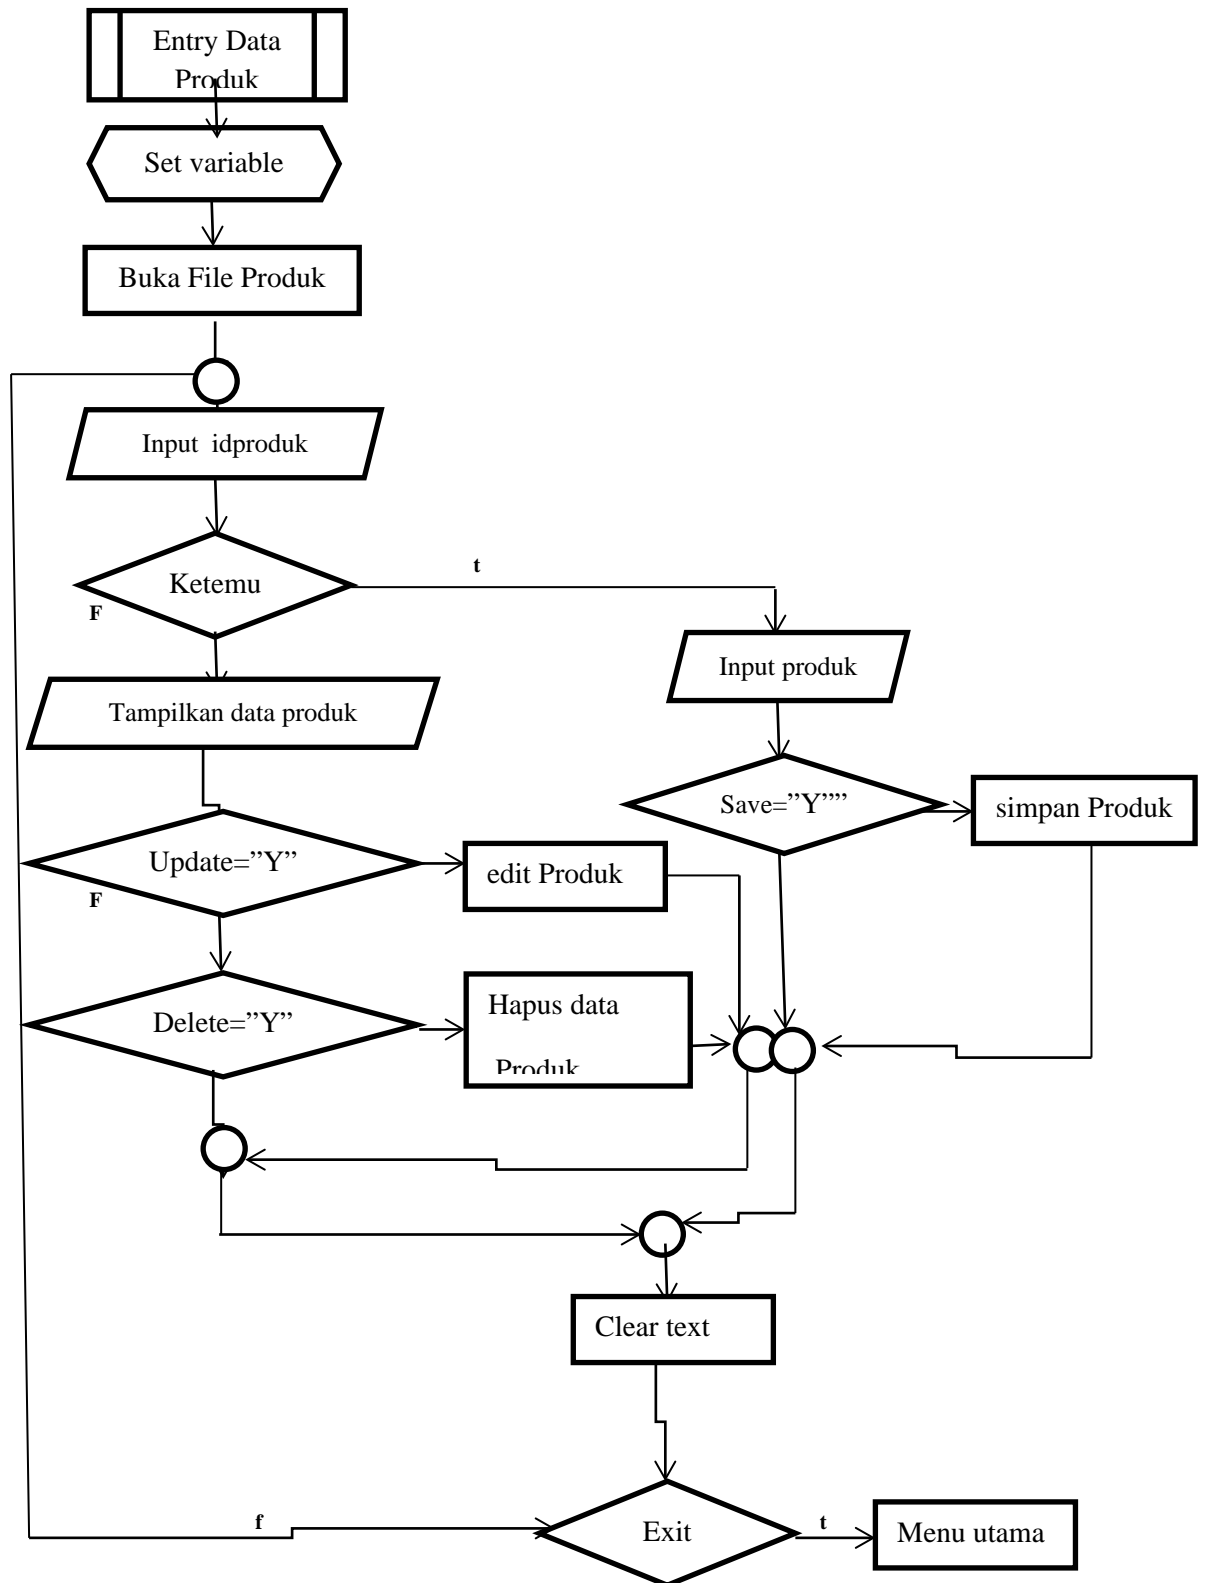 Entry Data
Produk
Set variable
Buka File Produk
Input idproduk
Ketemu
t
F
Input produk
Tampilkan data produk
Save=”Y””
simpan Produk
Update=”Y”
edit Produk
F
Delete=”Y”
Hapus data
Produk
Clear text
f
Exit
t
Menu utama